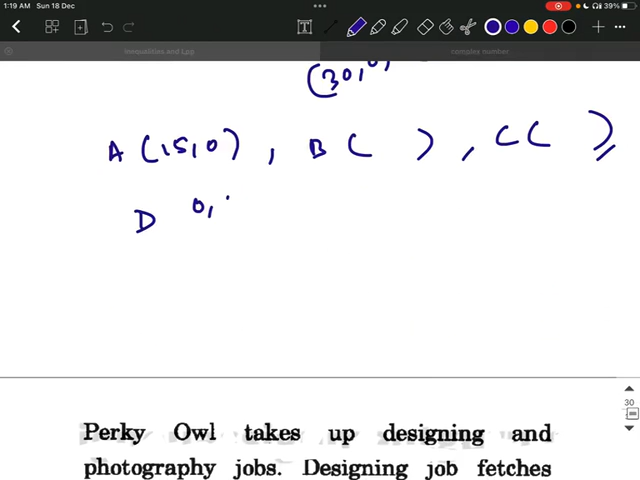 1:19 AM Sun 18 Dec
39%
Inequalities and Lpp
complex number
(30,0,
A (15,0) , B ( ) , C( )
D 0,
30
Perky Owl takes up designing and
photography jobs. Designing job fetches